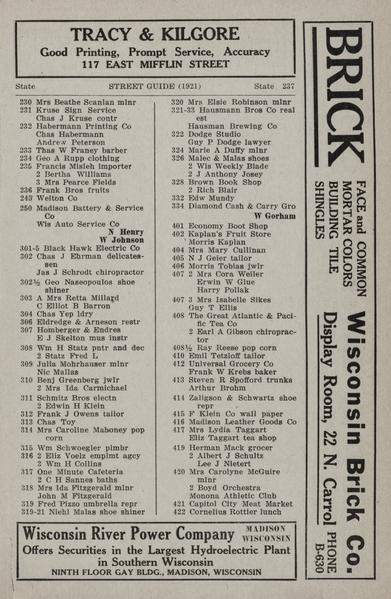 TRACY & KILGORE
Good Printing, Prompt Service, Accuracy
117 EAST MIFFLIN STREET
State STREET GUIDE (1921) State 237
230 Mrs Beathe Scanlan mlnr
231 Kruse Sign Service
Chas J Kruse contr
232 Habermann Printing Co
Chas Habermann
Andrew Peterson
233 Thas W Franey barber
234 Geo A Rupp clothing
235 Francis Misleh importer
2 Bertha Williams
3 Mrs Pearce Fields
236 Frank Bros fruits
249 Welton Co
250 Madison Battery & Service
Co
Wis Auto Service Co
N Henry
W Johnson
301-5 Black Hawk Electric Co
302 Chas J Ehrman delicates-
sen
Jas J Schrodt chiropractor
302½ Geo Naseopoulos shoe
shiner
303 A Mrs Retta Millard
C Elliot B Barron
304 Chas Yep ldry
306 Eldredge & Arneson restr
307 Homberger & Endres
E J Skelton mus instr
308 Wm H Statz pntr and dec
2 Statz Fred L
309 Julia Mohrhauser mlnr
Nic Maliss
310 Benj Greenberg jwlr
2 Mrs Ida Carmichael
311 Schmitz Bros electn
2 Edwin H Klein
312 Frank J Owens tailor
313 Chas Toy
314 Mrs Caroline Mahoney pop
corn
315 Wm Schwoegler plmbr
316 2 Eliz Voelz emplmt agcy
3 Wm H Collins
317 One Minute Cafeteria
2 C H Sannes baths
318 Mrs Ida Fitzgerald mlnr
John M Fitzgerald
319 Fred Pizzo umbrella repr
319-21 Niehl Malas shoe shiner
320 Mrs Elsie Robinson mlnr
321-33 Hausmann Bros Co real
est
Hausman Brewing Co
322 Dodge Studio
Guy P Dodge lawyer
324 Marie A Duffy mlnr
326 Malec & Malas shoes
2 Wis Weekly Blade
2 J Anthony Josey
328 Brown Book Shop
2 Rich Blair
332 Edw Mundy
334 Diamond Cash & Carry Gro
W Gorham
401 Economy Boot Shop
402 Kaplan's Fruit Store
Morris Kaplan
404 Mrs Mary Cullinan
405 N J Geier tailor
406 Morris Tobias jwlr
407 2 Mrs Cora Weller
Erwin W Glue
Harry Pollak
407 3 Mrs Isabelle Sikes
Guy T Ellis
408 The Great Atlantic & Paci-
fic Tea Co
2 Earl A Gibson chiroprac-
tor
408½ Ray Reese pop corn
410 Emil Tetzloff tailor
412 Universal Grocery Co
Frank W Krebs baker
413 Steven R Spofford trunks
Arthur Brohm
414 Zaligson & Schwartz shoe
repr
415 F Klein Co wall paper
416 Madison Leather Goods Co
417 Mrs Lydia Taggart
Eliz Taggart tea shop
419 Herman Mack grocer
2 Albert J Schultz
Lee J Nietert
420 Mrs Carolyne McGuire
mlnr
2 Boyd Orchestra
Monona Athletic Club
421 Capitol City Meat Market
422 Cornelius Rottier lunch
Wisconsin River Power Company MADISON
WISCONSIN
Offers Securities in the Largest Hydroelectric Plant
in Southern Wisconsin
NINTH FLOOR GAY BLDG., MADISON, WISCONSIN
BRICK
FACE and COMMON
MORTAR COLORS
BUILDING TILE
SHINGLES
Wisconsin Brick Co.
Display Room, 22 N. Carrol PHONE
B-630